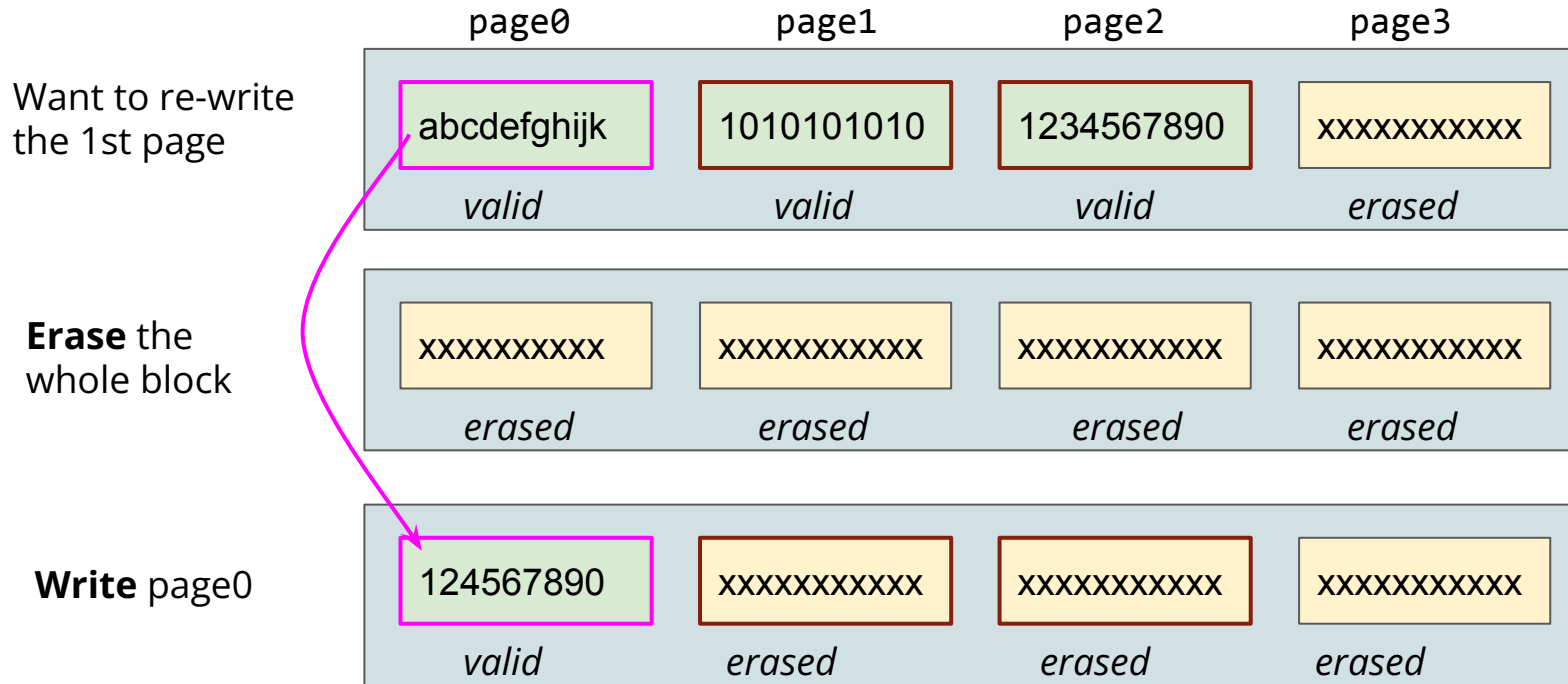 page0 page1 page2 page3
Want to re-write
the 1st page
abcdefghijk 1010101010 1234567890 xxxxxxxxxxx
valid valid valid erased
Erase the
whole block
xxxxxxxxxx xxxxxxxxxxx xxxxxxxxxxx xxxxxxxxxxx
erased erased erased erased
Write page0
124567890 xxxxxxxxxxx xxxxxxxxxxx xxxxxxxxxxx
valid erased erased erased